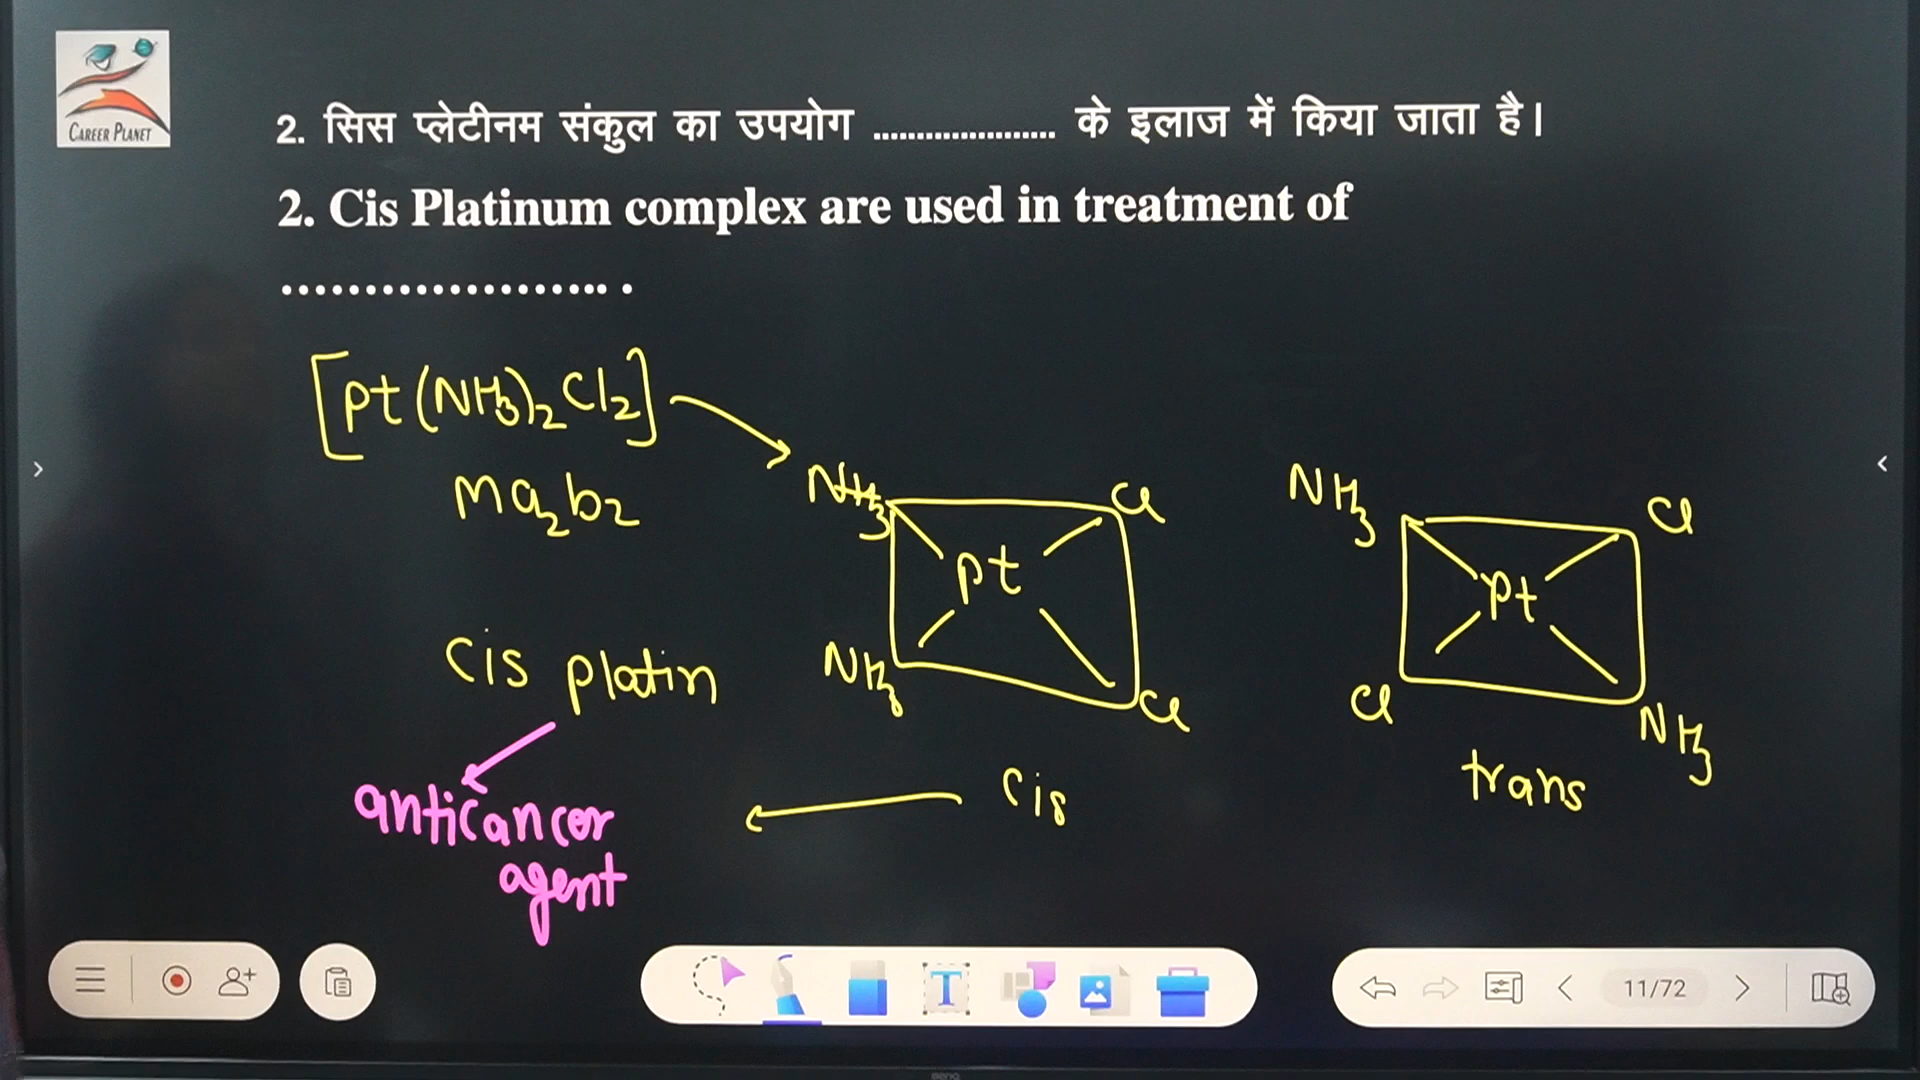 CAREER PLANET
2. सिस प्लेटीनम संकुल का उपयोग ..................... के इलाज में किया जाता है।
2. Cis Platinum complex are used in treatment of
.................... .
[pt(NH3)2Cl2]
Ma2b2
NH3 Cl
pt
NH3 Cl
cis
NH3 Cl
pt
Cl NH3
trans
cis platin
anticancer
agent
T
11/72
BenQ